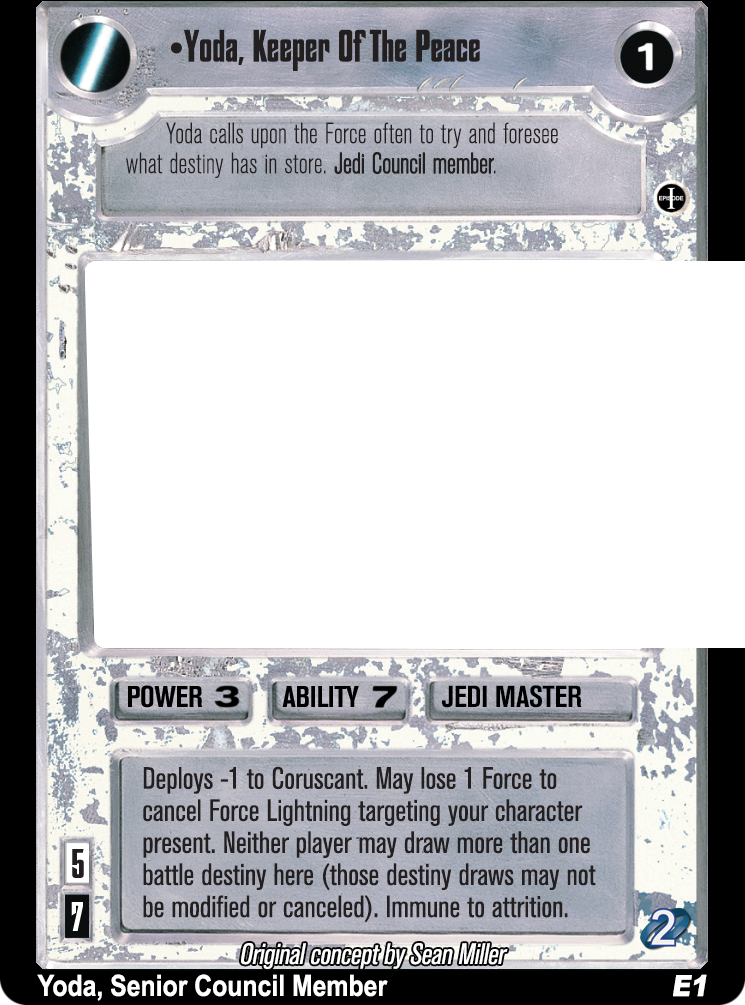 •Yoda, Keeper Of The Peace
1
Yoda calls upon the Force often to try and foresee
what destiny has in store. Jedi Council member.
EPISODE I
POWER 3
ABILITY 7
JEDI MASTER
Deploys -1 to Coruscant. May lose 1 Force to
cancel Force Lightning targeting your character
present. Neither player may draw more than one
battle destiny here (those destiny draws may not
be modified or canceled). Immune to attrition.
5
7
2
Original concept by Sean Miller
Yoda, Senior Council Member
E1